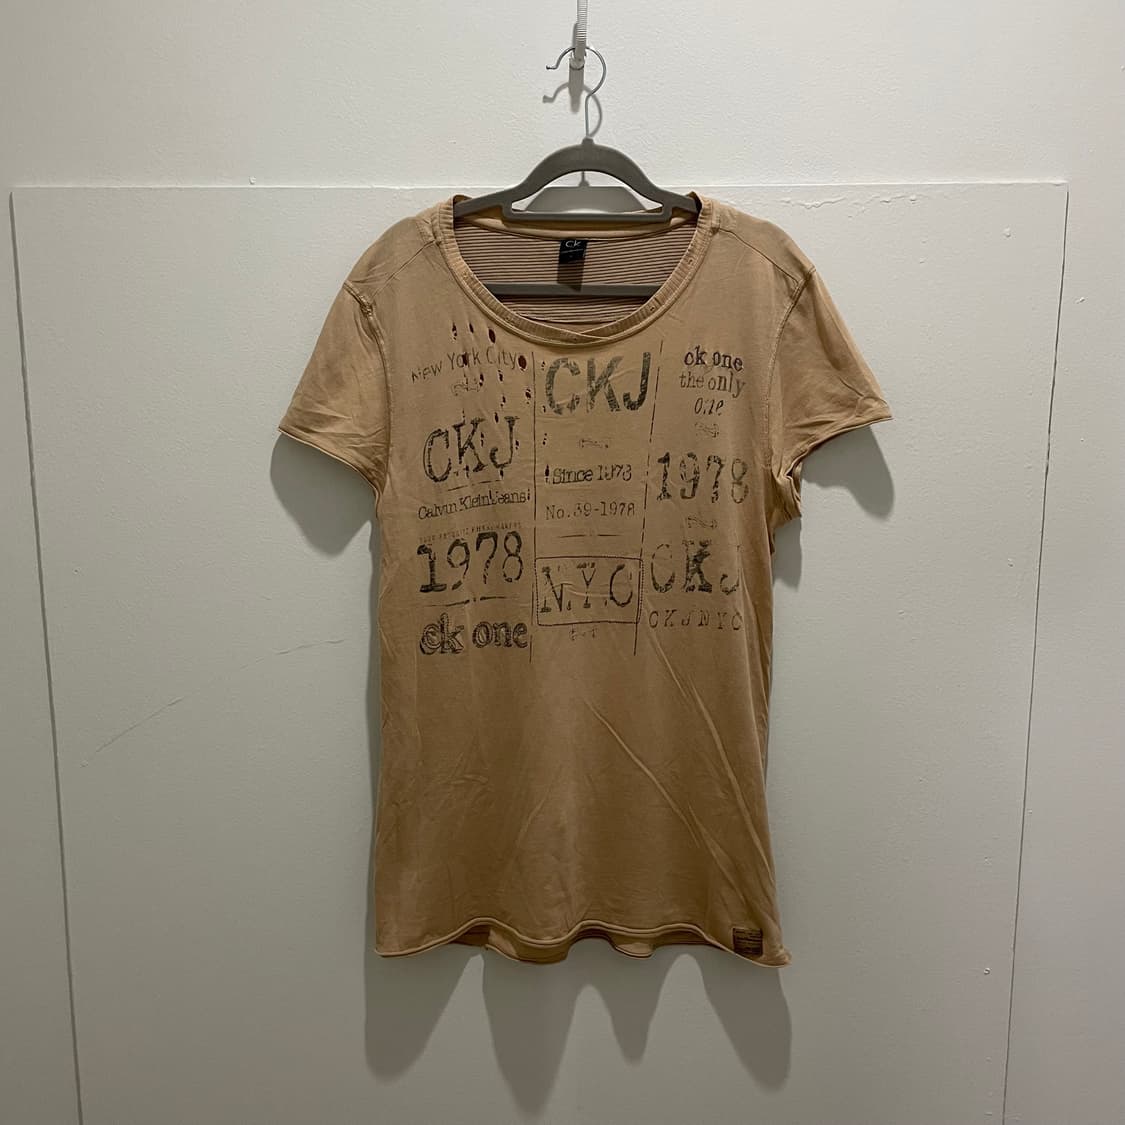 ck
New York City
CKJ
Calvin Klein Jeans
1978
ck one
CKJ
Since 1978
No.39-1978
N.Y.C
ck one
the only
one
1978
CKJ
CKJNYC